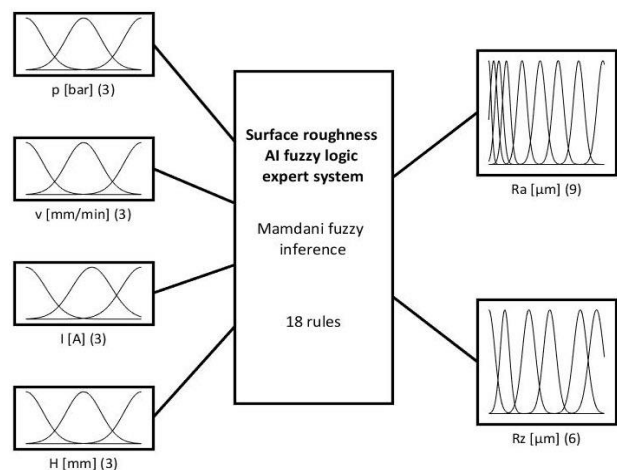 p [bar] (3)
v [mm/min] (3)
I [A] (3)
H [mm] (3)
Surface roughness
AI fuzzy logic
expert system
Mamdani fuzzy
inference
18 rules
Ra [µm] (9)
Rz [µm] (6)